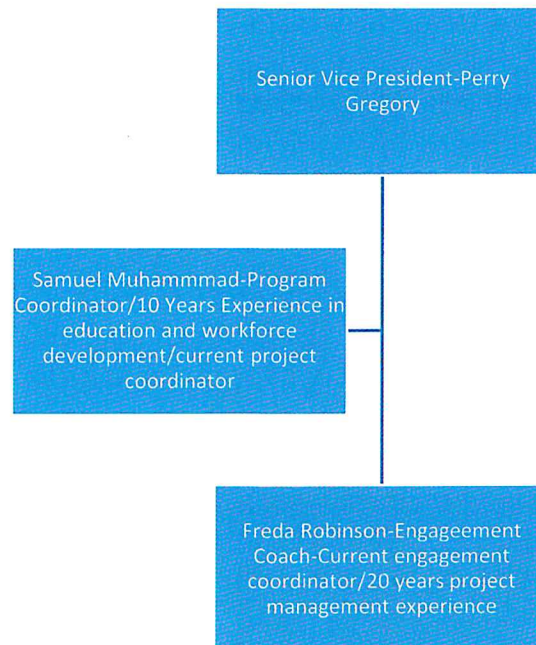 Senior Vice President-Perry
Gregory
Samuel Muhammmad-Program
Coordinator/10 Years Experience in
education and workforce
development/current project
coordinator
Freda Robinson-Engageement
Coach-Current engagement
coordinator/20 years project
management experience